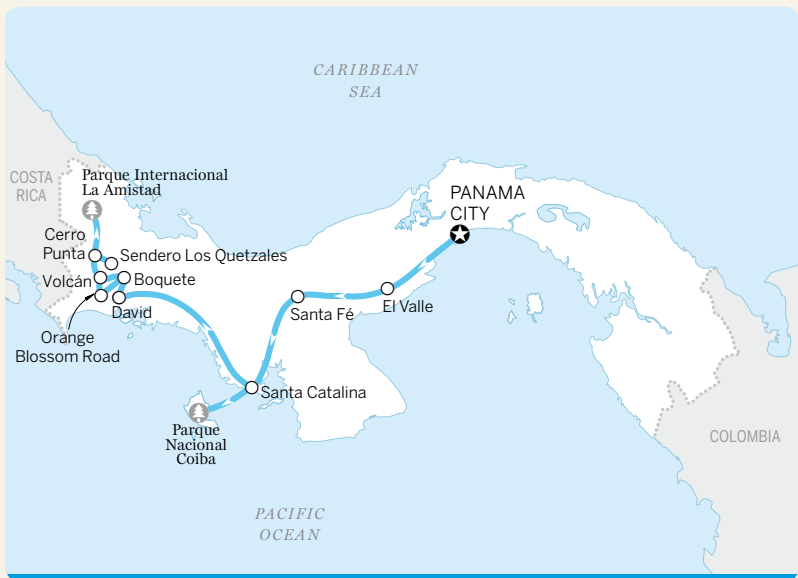 CARIBBEAN
SEA
COSTA
RICA
Parque Internacional
La Amistad
PANAMA
CITY
Cerro
Punta
Sendero Los Quetzales
Volcán
Boquete
David
Orange
Blossom Road
Santa Fé
El Valle
Santa Catalina
Parque
Nacional
Coiba
COLOMBIA
PACIFIC
OCEAN